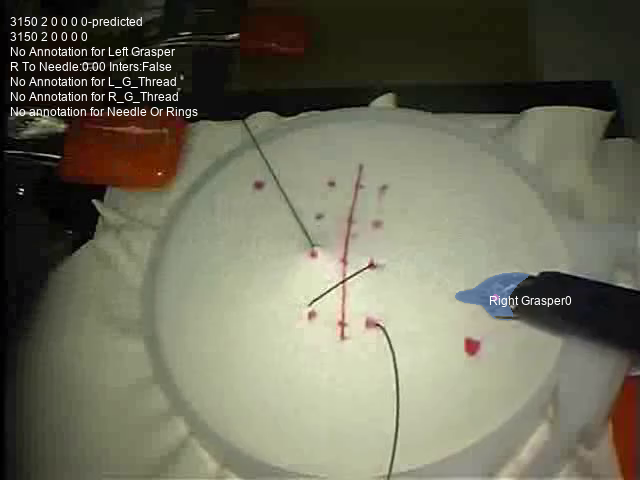 3150 2 0 0 0 0-predicted
3150 2 0 0 0 0
No Annotation for Left Grasper
R To Needle:0.00 Inters:False
No Annotation for L_G_Thread
No Annotation for R_G_Thread
No annotation for Needle Or Rings
Right Grasper0